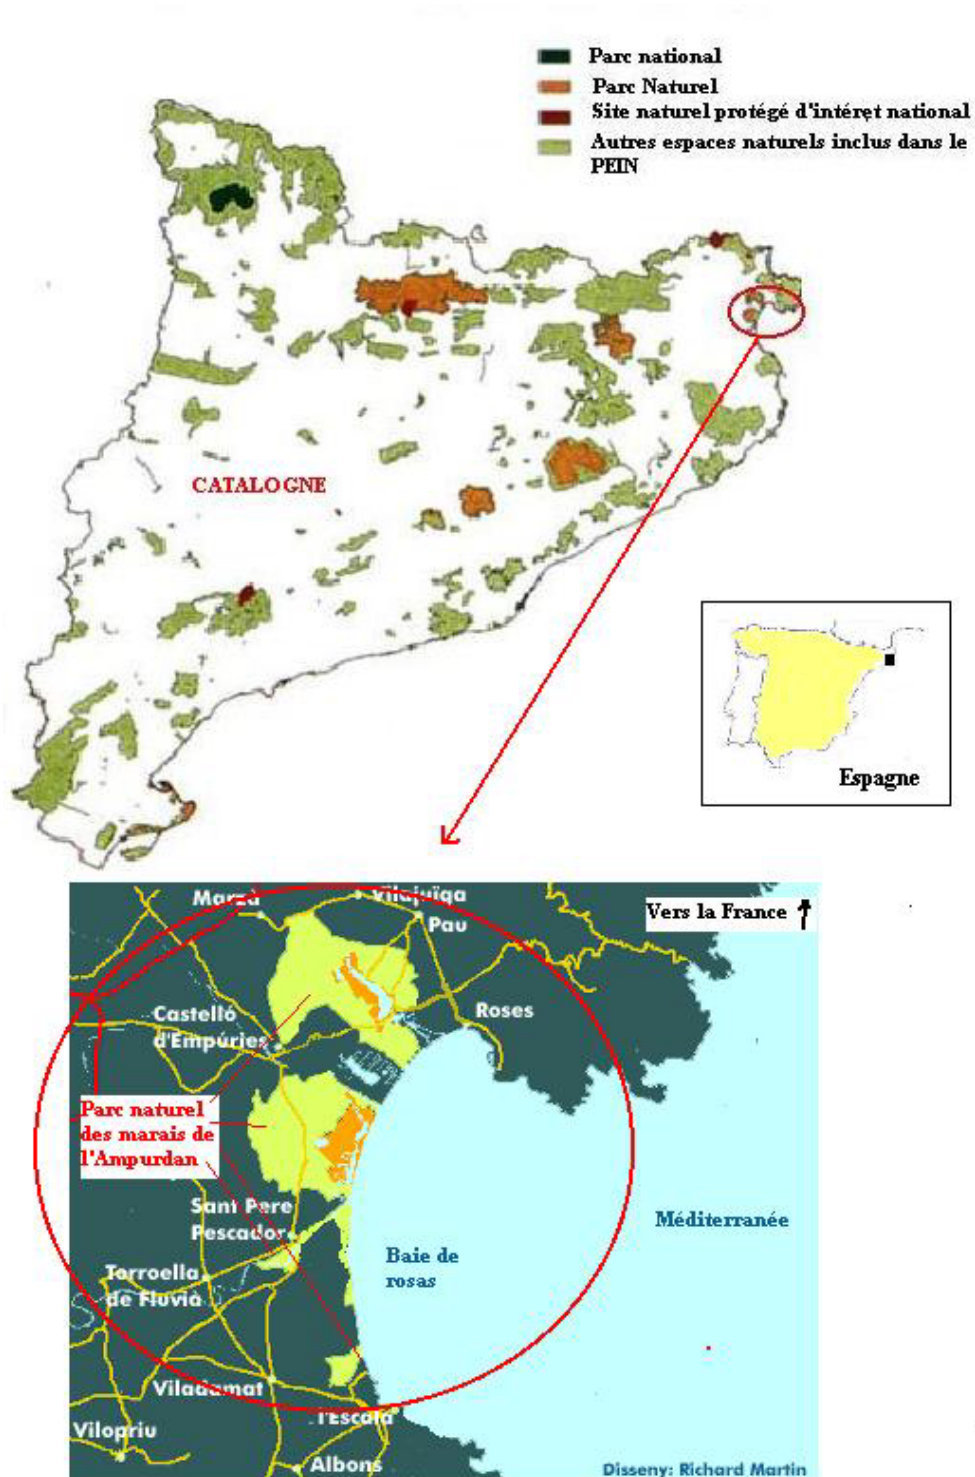 Parc national
Parc Naturel
Site naturel protégé d'intéret national
Autres espaces naturels inclus dans le
PEIN
CATALOGNE
Espagne
Marzà
Vilajuïga
Pau
Vers la France
Castelló
d'Empúries
Roses
Parc naturel
des marais de
l'Ampurdan
Sant Pere
Pescador
Méditerranée
Baie de
rosas
Torroella
de Fluvià
Viladamat
l'Escala
Vilopriu
Albons
Disseny: Richard Martin